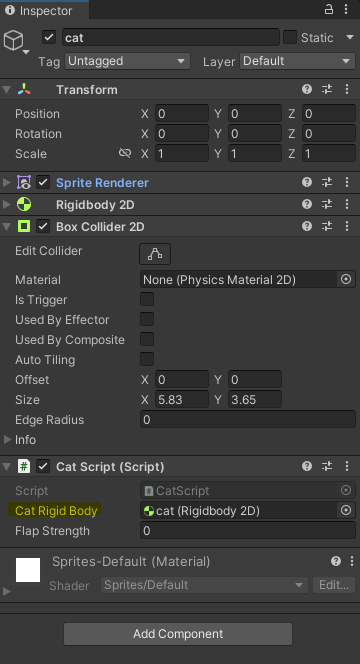 Inspector
cat Static
Tag Untagged Layer Default
Transform
Position X 0 Y 0 Z 0
Rotation X 0 Y 0 Z 0
Scale X 1 Y 1 Z 1
Sprite Renderer
Rigidbody 2D
Box Collider 2D
Edit Collider
Material None (Physics Material 2D)
Is Trigger
Used By Effector
Used By Composite
Auto Tiling
Offset X 0 Y 0
Size X 5.83 Y 3.65
Edge Radius 0
Info
# Cat Script (Script)
Script # CatScript
Cat Rigid Body cat (Rigidbody 2D)
Flap Strength 0
Sprites-Default (Material)
Shader Sprites/Default Edit...
Add Component